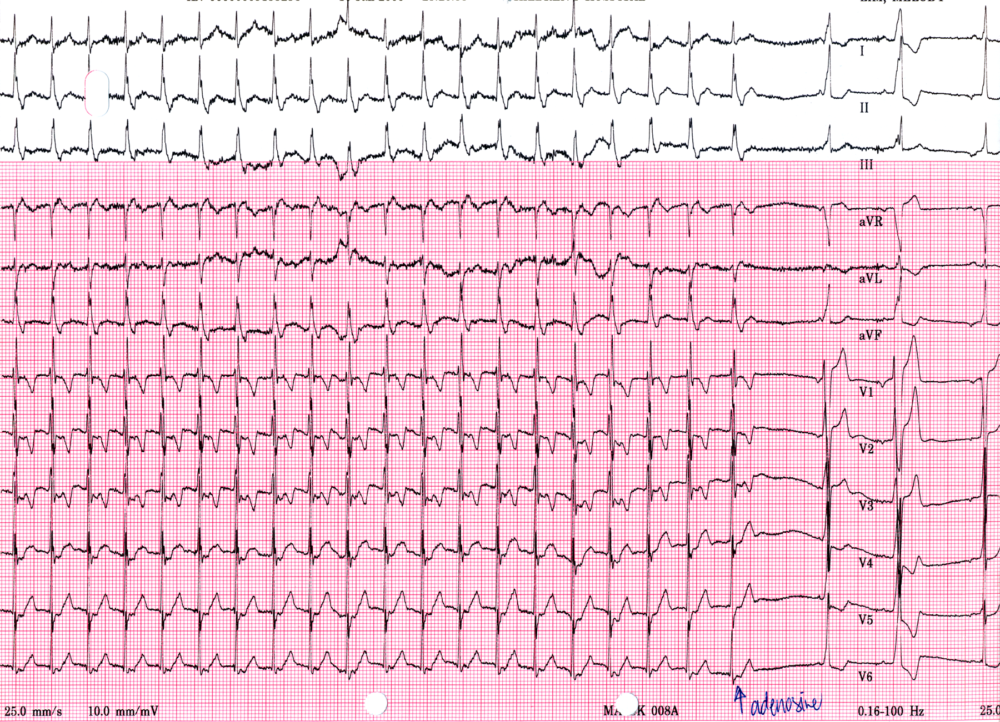 I
II
III
aVR
aVL
aVF
V1
V2
V3
V4
V5
V6
25.0 mm/s 10.0 mm/mV 008A adenosine 0.16-100 Hz 25.0